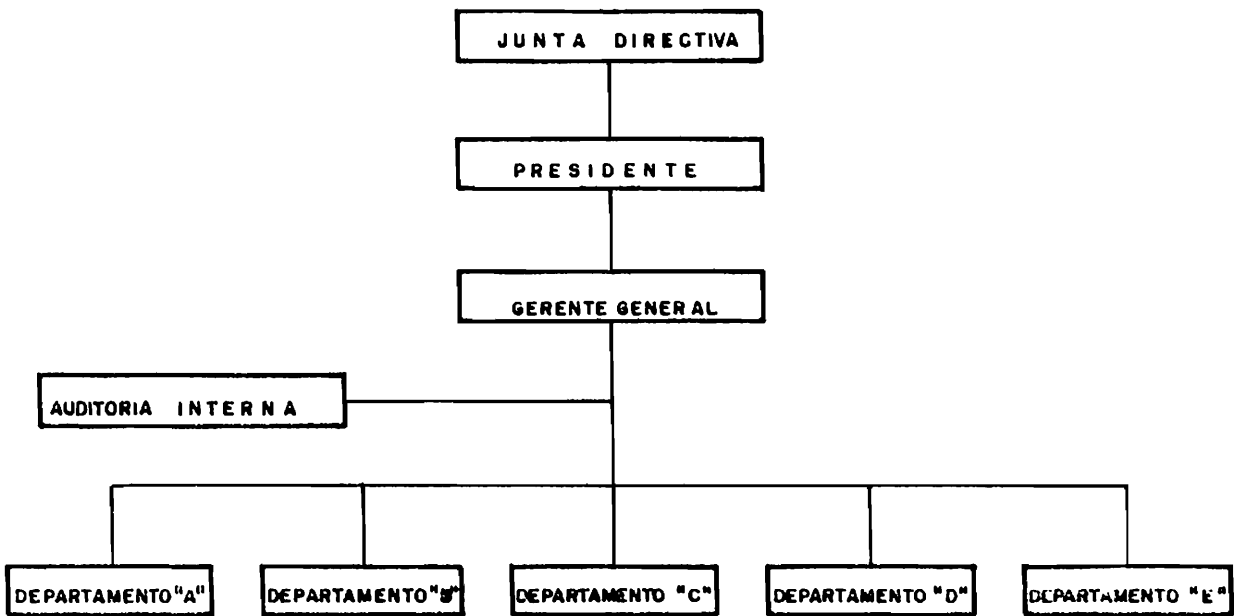 JUNTA DIRECTIVA
PRESIDENTE
GERENTE GENERAL
AUDITORIA INTERNA
DEPARTAMENTO "A"
DEPARTAMENTO "B"
DEPARTAMENTO "C"
DEPARTAMENTO "D"
DEPARTAMENTO "E"